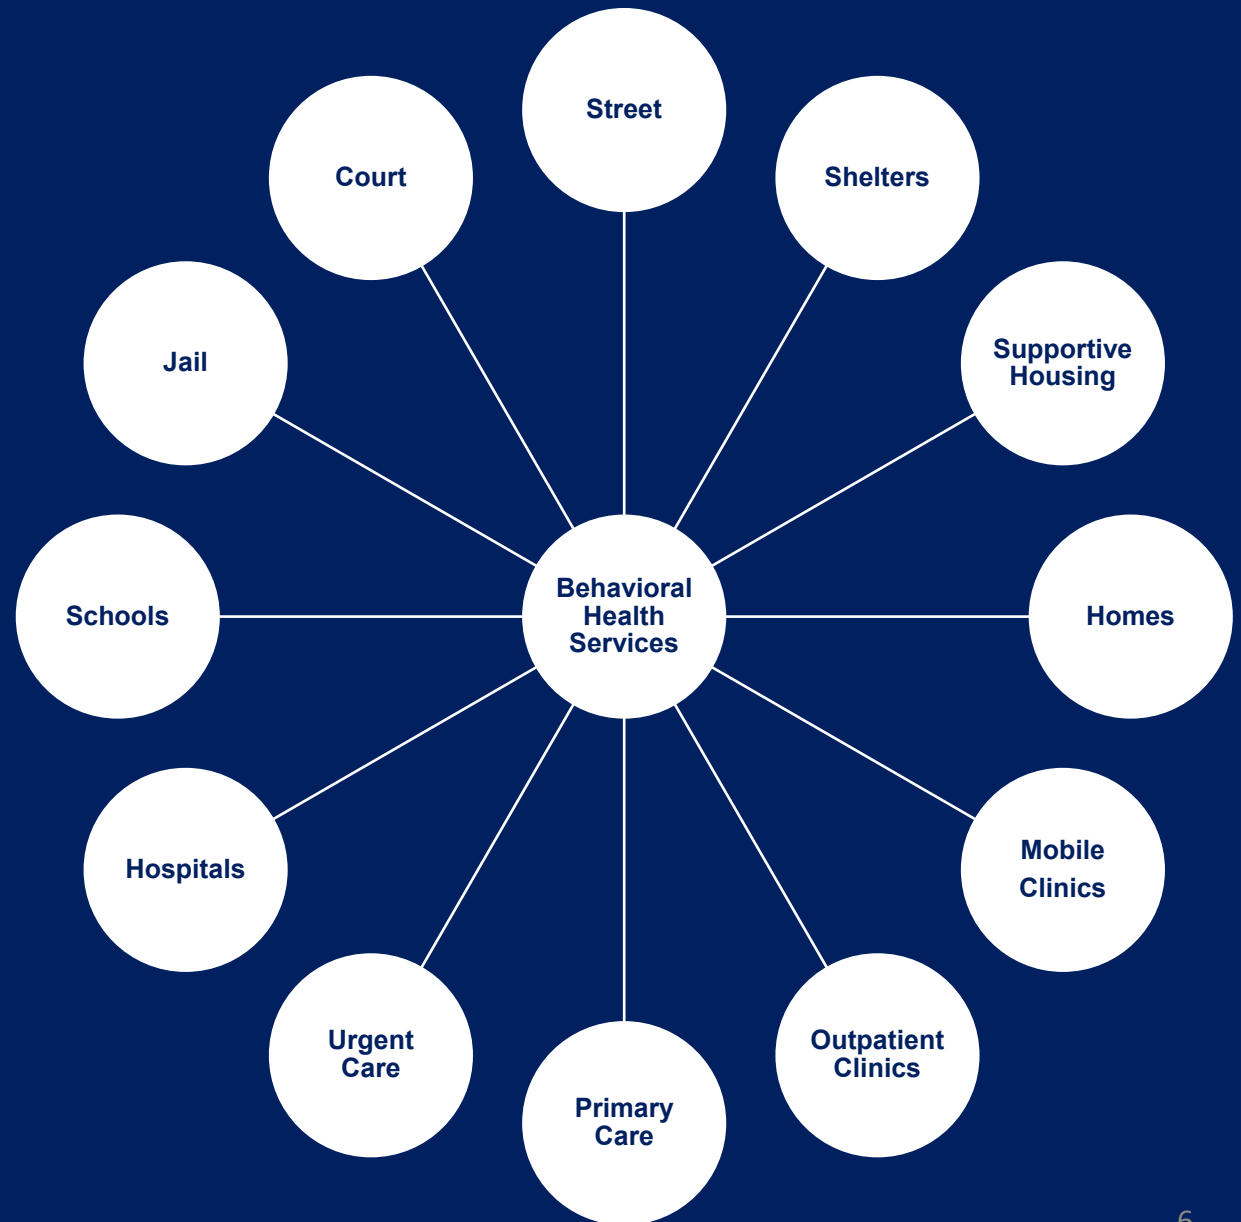 Street
Court
Shelters
Supportive
Housing
Jail
Behavioral
Health
Services
Schools
Homes
Hospitals
Mobile
Clinics
Urgent
Care
Outpatient
Clinics
Primary
Care
6